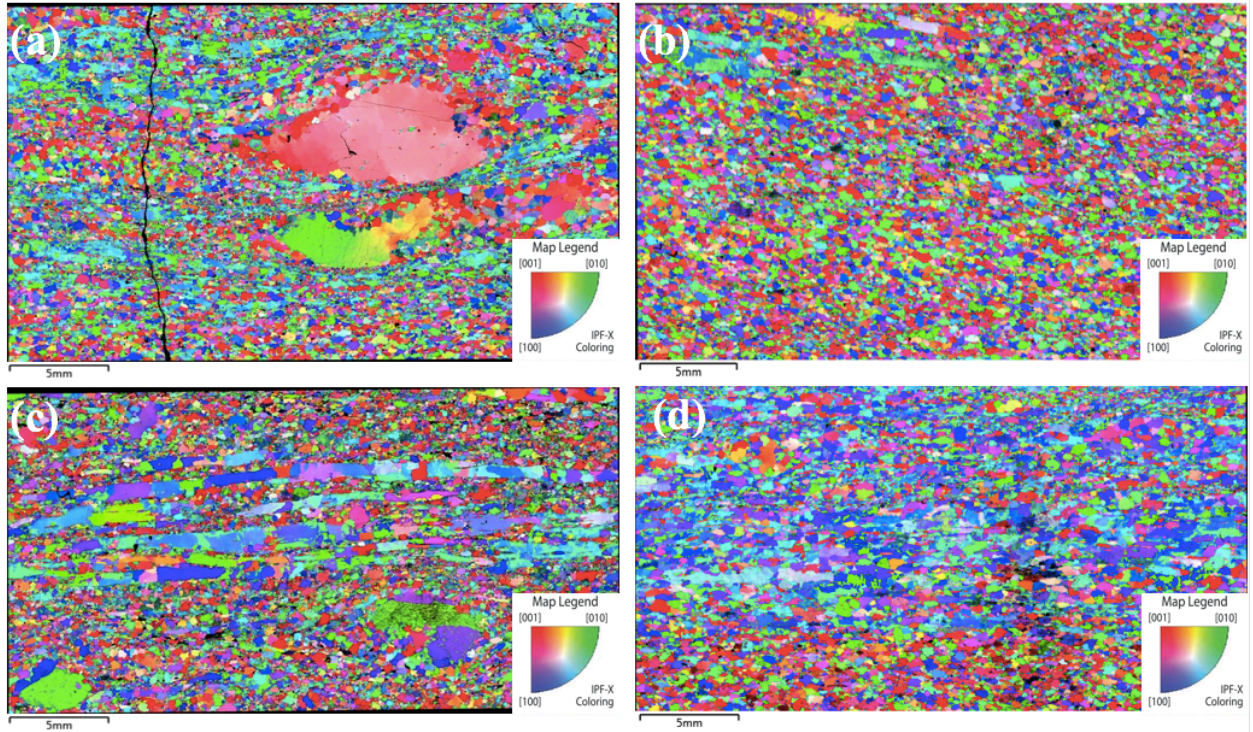 (a)
Map Legend
[001] [010]
IPF-X
[100] Coloring
5mm
(b)
Map Legend
[001] [010]
IPF-X
[100] Coloring
5mm
(c)
Map Legend
[001] [010]
IPF-X
[100] Coloring
5mm
(d)
Map Legend
[001] [010]
IPF-X
[100] Coloring
5mm